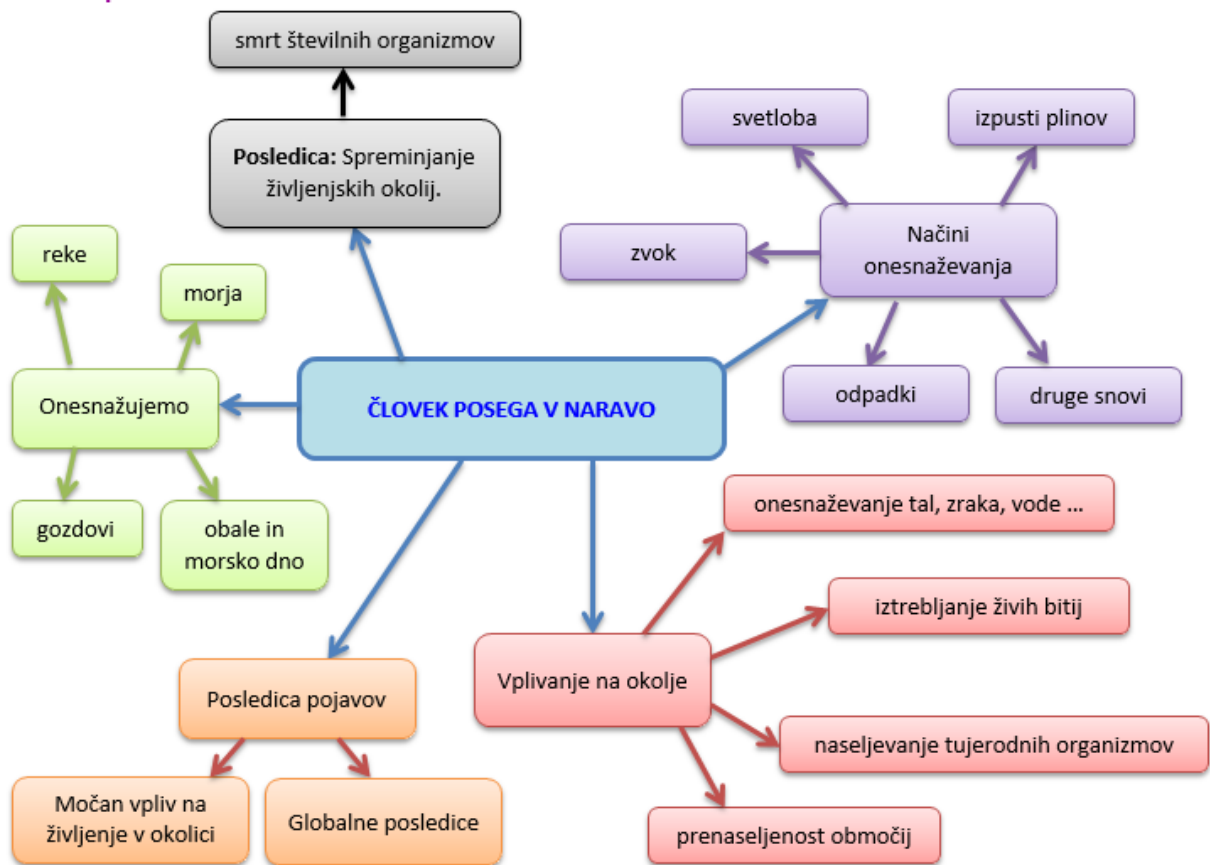 smrt številnih organizmov
Posledica: Spreminjanje
življenjskih okolij.
svetloba
izpusti plinov
Načini
onesnaževanja
zvok
odpadki
druge snovi
reke
morja
Onesnažujemo
gozdovi
obale in
morsko dno
ČLOVEK POSEGA V NARAVO
onesnaževanje tal, zraka, vode ...
iztrebljanje živih bitij
Vplivanje na okolje
naseljevanje tujerodnih organizmov
prenaseljenost območij
Posledica pojavov
Močan vpliv na
življenje v okolici
Globalne posledice